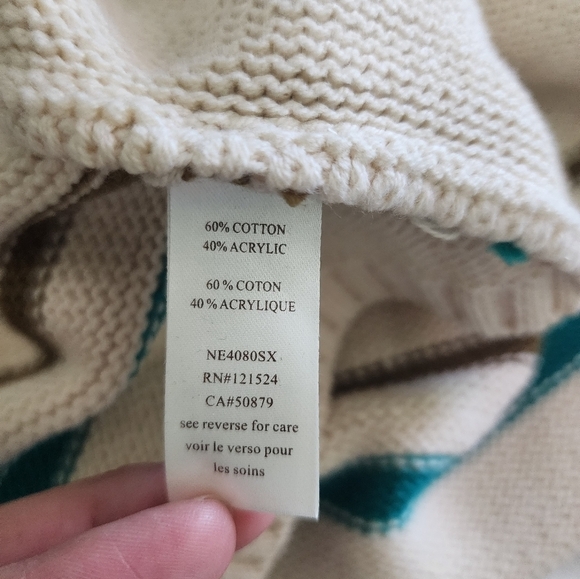 60% COTTON
40% ACRYLIC
60% COTON
40% ACRYLIQUE
NE4080SX
RN#121524
CA#50879
see reverse for care
voir le verso pour
les soins